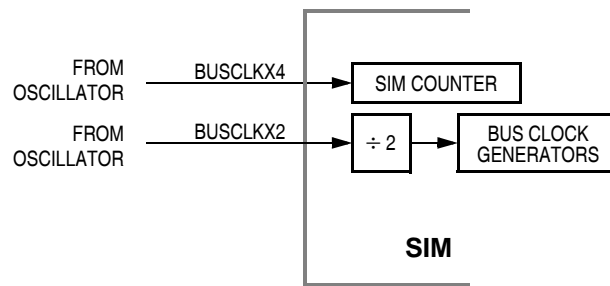 FROM
OSCILLATOR
BUSCLKX4
SIM COUNTER
FROM
OSCILLATOR
BUSCLKX2
÷ 2
BUS CLOCK
GENERATORS
SIM